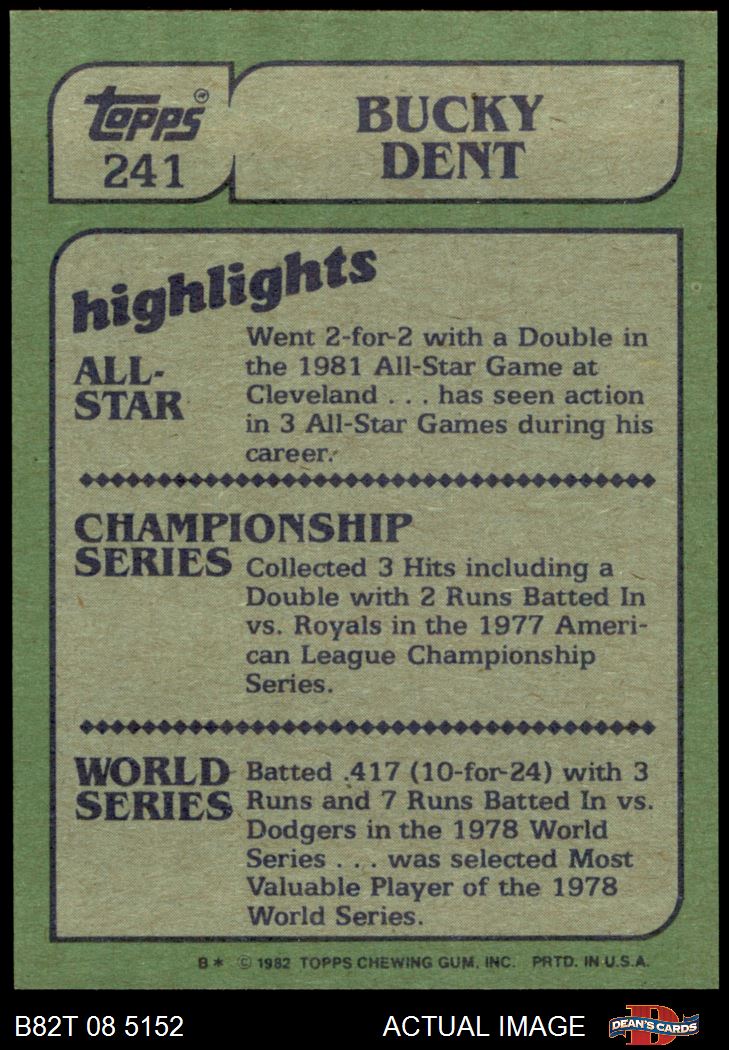 topps®
241
BUCKY
DENT
highlights
ALL-
STAR
Went 2-for-2 with a Double in
the 1981 All-Star Game at
Cleveland . . . has seen action
in 3 All-Star Games during his
career.
CHAMPIONSHIP
SERIES
Collected 3 Hits including a
Double with 2 Runs Batted In
vs. Royals in the 1977 Ameri-
can League Championship
Series.
WORLD
SERIES
Batted .417 (10-for-24) with 3
Runs and 7 Runs Batted In vs.
Dodgers in the 1978 World
Series . . . was selected Most
Valuable Player of the 1978
World Series.
B* © 1982 TOPPS CHEWING GUM, INC. PRTD. IN U.S.A.
B82T 08 5152
ACTUAL IMAGE
D
DEAN'S CARDS